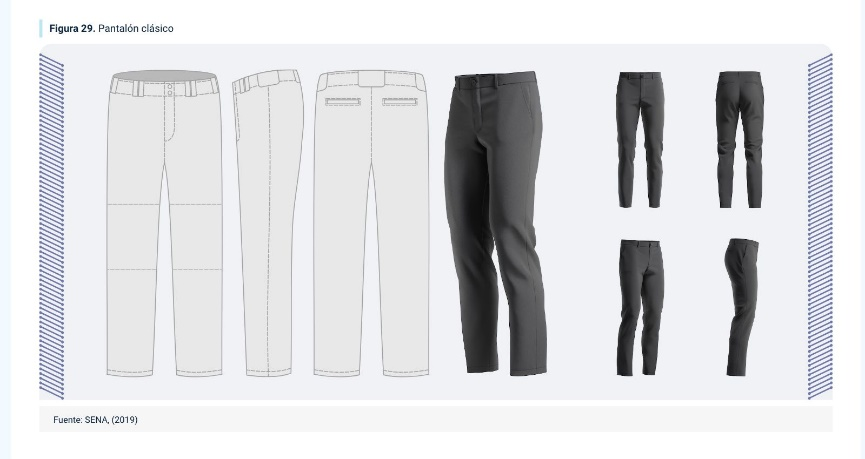 Figura 29. Pantalón clásico
Fuente: SENA, (2019)